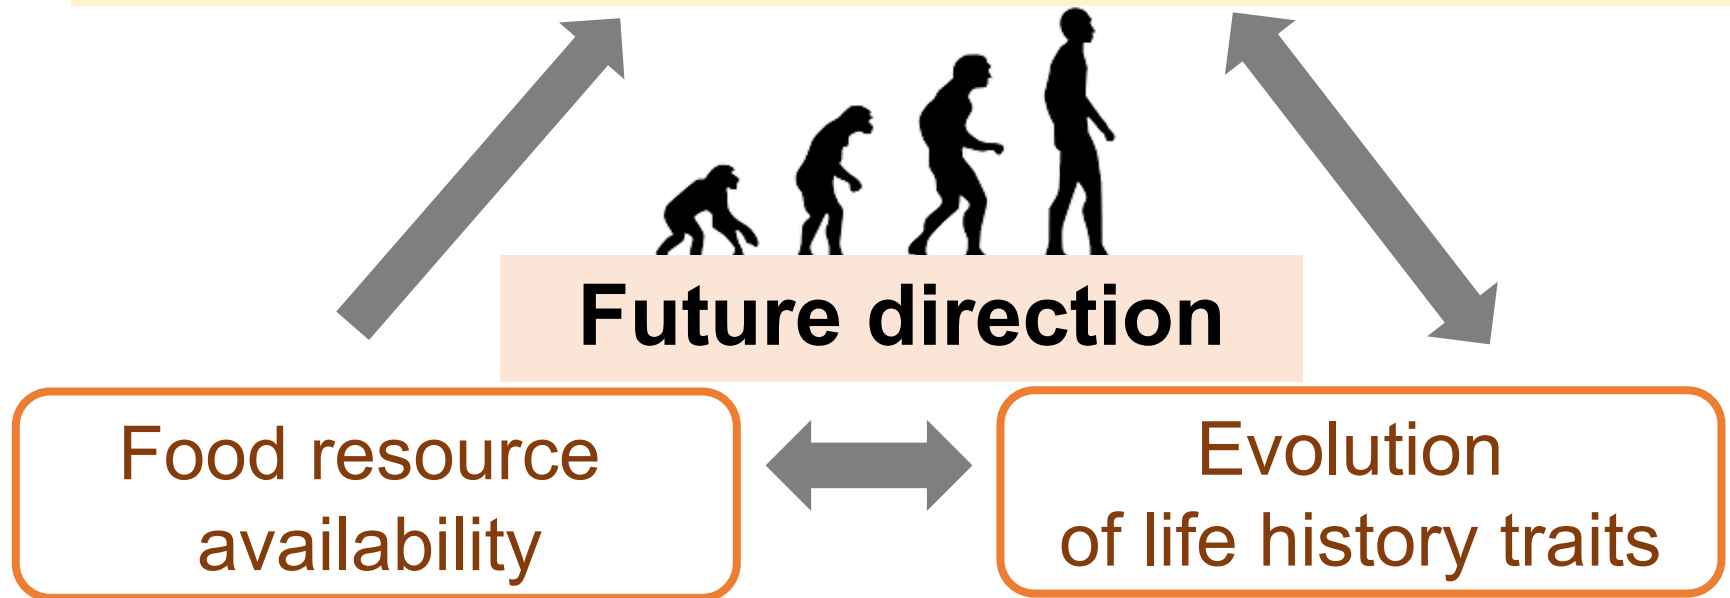 Future direction
Food resource
availability
Evolution
of life history traits